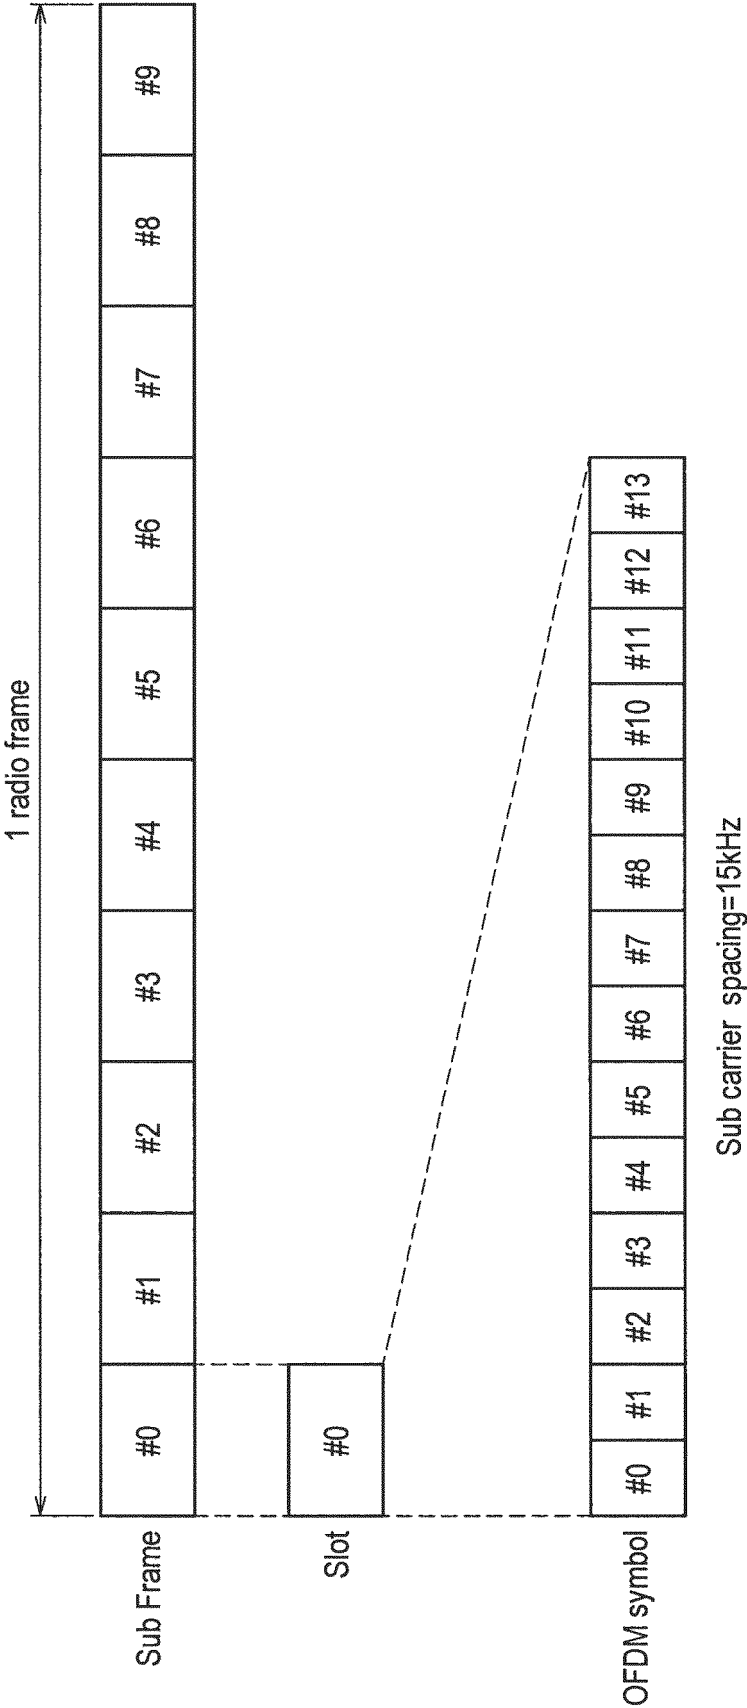 1 radio frame
Sub Frame #0 #1 #2 #3 #4 #5 #6 #7 #8 #9
Slot #0
OFDM symbol #0 #1 #2 #3 #4 #5 #6 #7 #8 #9 #10 #11 #12 #13
Sub carrier spacing=15kHz